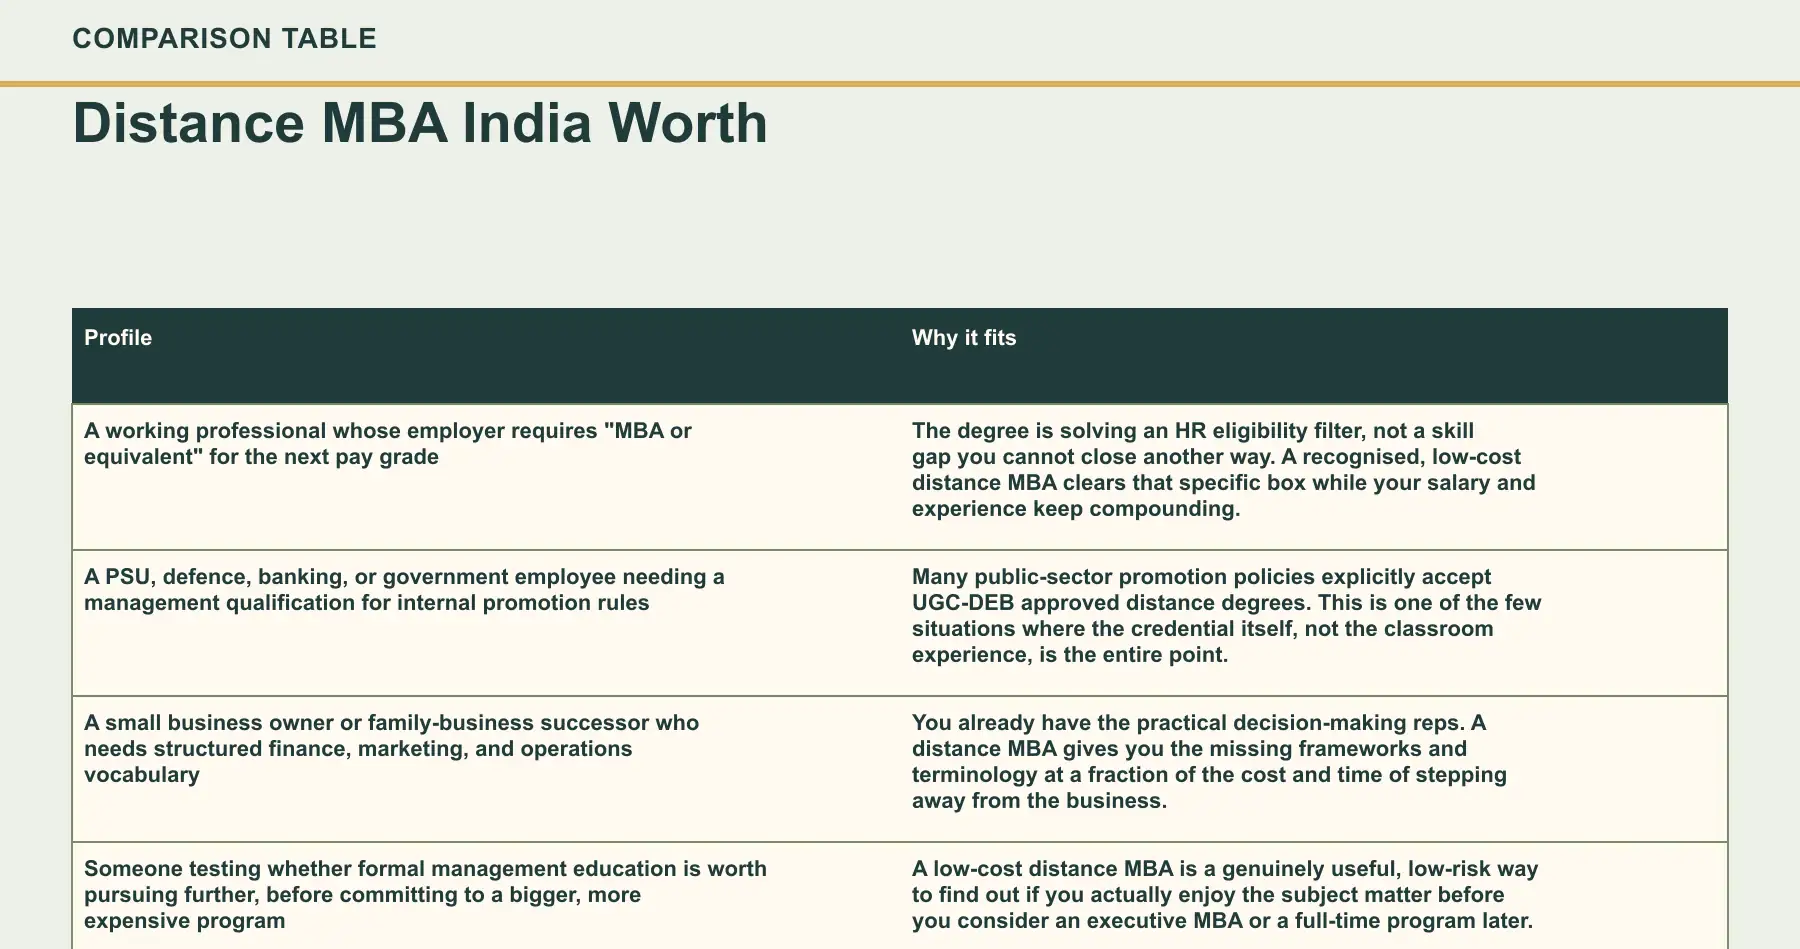 COMPARISON TABLE
Distance MBA India Worth
Profile
Why it fits
A working professional whose employer requires "MBA or
equivalent" for the next pay grade
The degree is solving an HR eligibility filter, not a skill
gap you cannot close another way. A recognised, low-cost
distance MBA clears that specific box while your salary and
experience keep compounding.
A PSU, defence, banking, or government employee needing a
management qualification for internal promotion rules
Many public-sector promotion policies explicitly accept
UGC-DEB approved distance degrees. This is one of the few
situations where the credential itself, not the classroom
experience, is the entire point.
A small business owner or family-business successor who
needs structured finance, marketing, and operations
vocabulary
You already have the practical decision-making reps. A
distance MBA gives you the missing frameworks and
terminology at a fraction of the cost and time of stepping
away from the business.
Someone testing whether formal management education is worth
pursuing further, before committing to a bigger, more
expensive program
A low-cost distance MBA is a genuinely useful, low-risk way
to find out if you actually enjoy the subject matter before
you consider an executive MBA or a full-time program later.